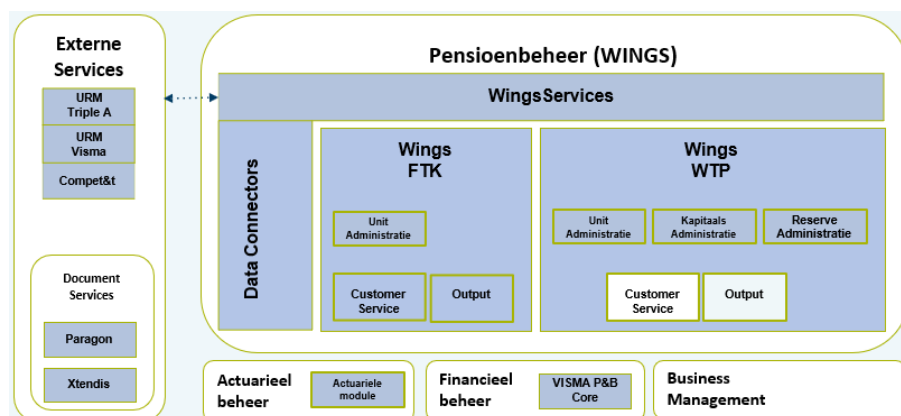 Externe
Services
URM
Triple A
URM
Visma
Compet&t
Document
Services
Paragon
Xtendis
Pensioenbeheer (WINGS)
WingsServices
Data Connectors
Wings
FTK
Unit
Administratie
Customer
Service
Output
Wings
WTP
Unit
Administratie
Kapitaals
Administratie
Reserve
Administratie
Customer
Service
Output
Actuarieel
beheer
Actuariele
module
Financieel
beheer
VISMA P&B
Core
Business
Management